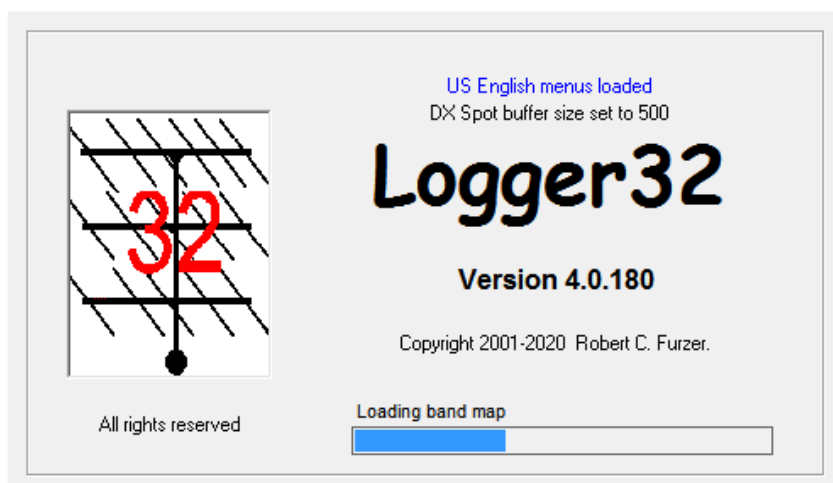 US English menus loaded
DX Spot buffer size set to 500
Logger32
32
Version 4.0.180
Copyright 2001-2020 Robert C. Furzer.
All rights reserved
Loading band map